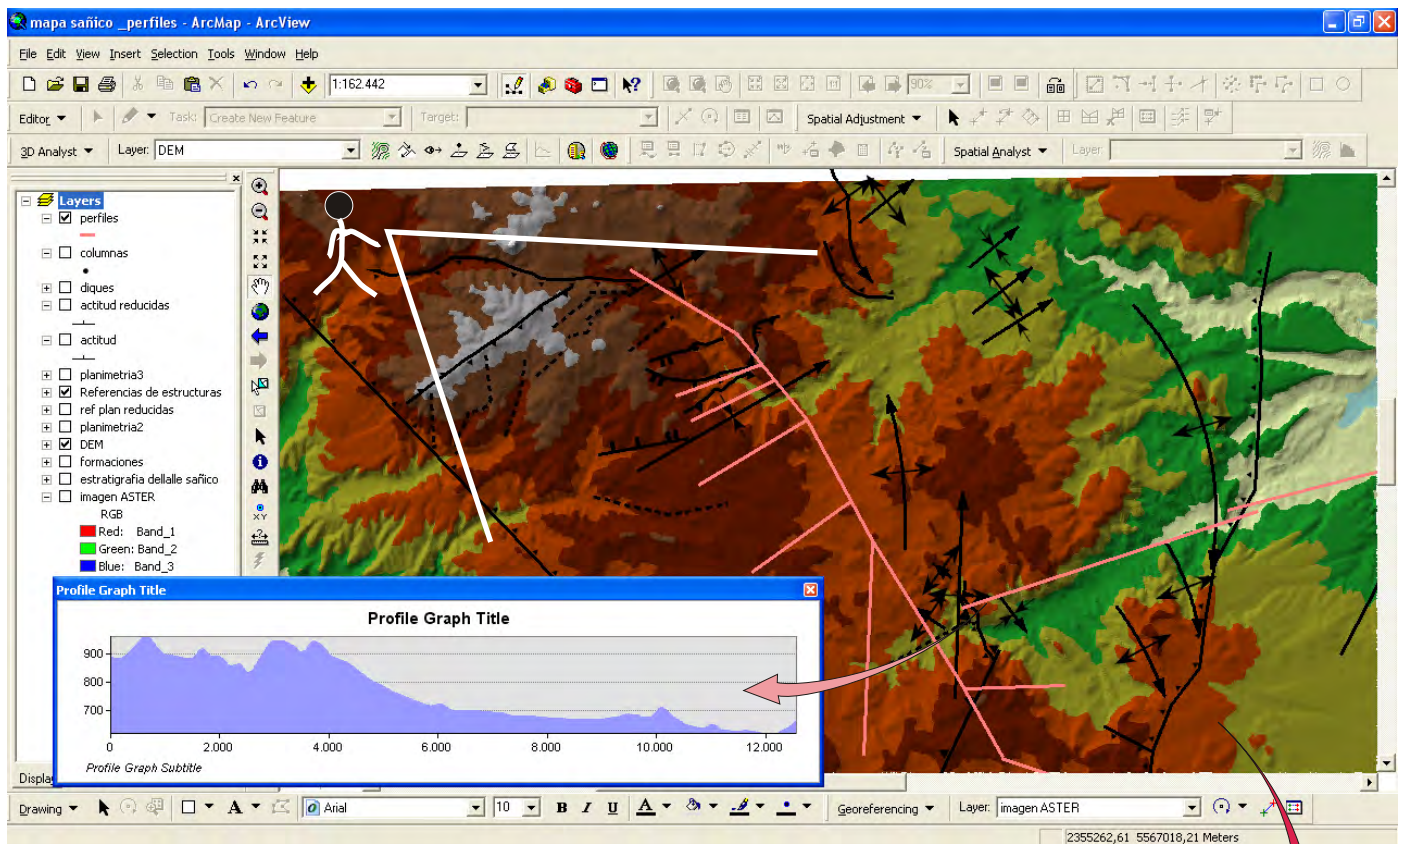 mapa sañico _perfiles - ArcMap - ArcView
File Edit View Insert Selection Tools Window Help
1:162.442
90%
Editor Task: Create New Feature Target: Spatial Adjustment
3D Analyst Layer: DEM Spatial Analyst Layer:
Layers
perfiles
columnas
diques
actitud reducidas
actitud
planimetria3
Referencias de estructuras
ref plan reducidas
planimetria2
DEM
formaciones
estratigrafia dellalle sañico
imagen ASTER
RGB
Red: Band_1
Green: Band_2
Blue: Band_3
XY
Profile Graph Title
Profile Graph Title
900
800
700
0 2.000 4.000 6.000 8.000 10.000 12.000
Profile Graph Subtitle
Display
Drawing A Arial 10 B I U A Georeferencing Layer: imagen ASTER
2355262,61 5567018,21 Meters